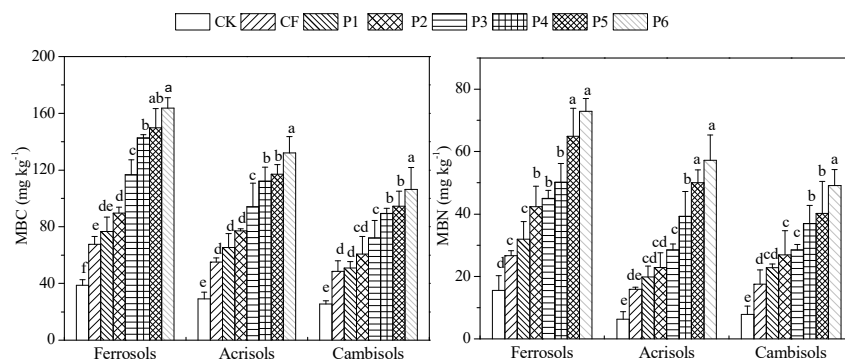 CK CF P1 P2 P3 P4 P5 P6
MBC (mg kg-1)
200
160
120
80
40
0
f e de d c b ab a
e d d d c b b a
e d d d c b b a
Ferrosols Acrisols Cambisols
MBN (mg kg-1)
80
60
40
20
0
d c c b b b a a
e de cd cd c b a a
e d cd cd c b b a
Ferrosols Acrisols Cambisols